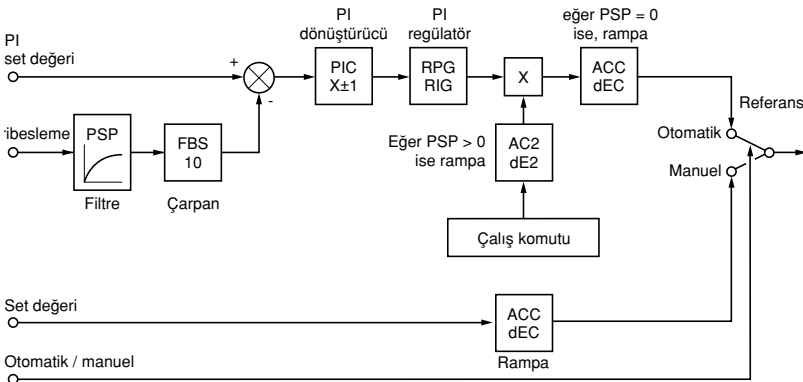 PI
set değeri
+
-
PI
dönüştürücü
PIC
X±1
PI
regülatör
RPG
RIG
X
eğer PSP = 0
ise, rampa
ACC
dEC
Referans
ribesleme
PSP
Filtre
FBS
10
Çarpan
Eğer PSP > 0
ise rampa
AC2
dE2
Otomatik
Manuel
Çalış komutu
Set değeri
ACC
dEC
Rampa
Otomatik / manuel